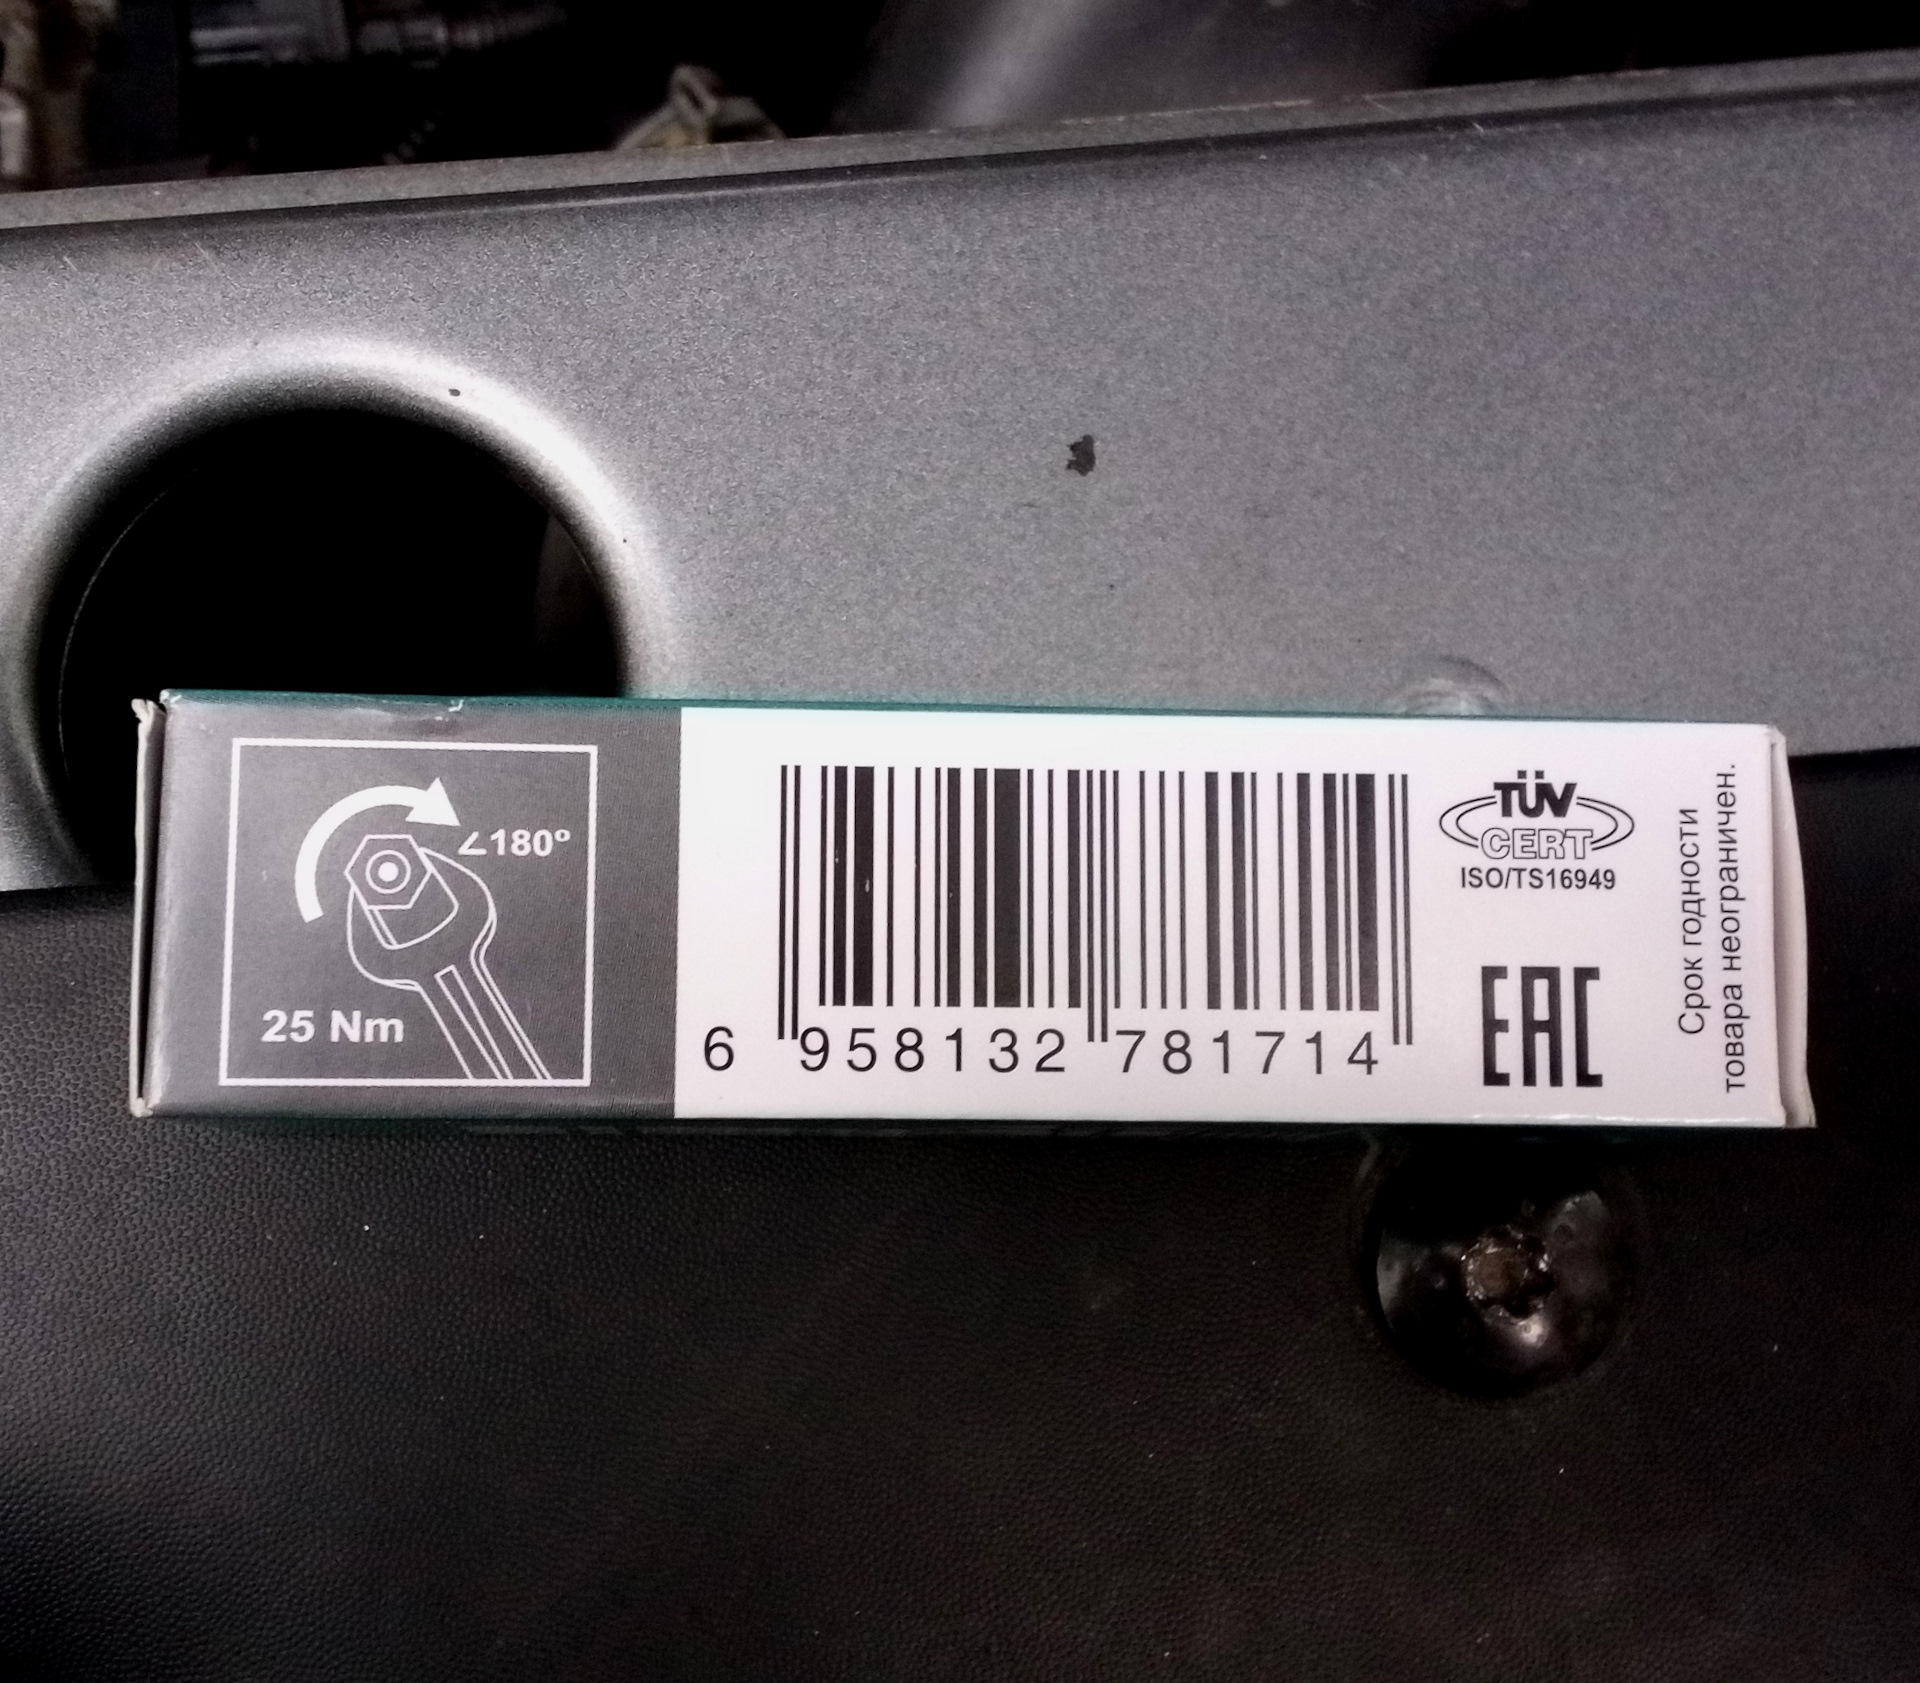 ∠180°
25 Nm
6 958132 781714
TÜV
CERT
ISO/TS16949
EAC
Срок годности
товара неограничен.